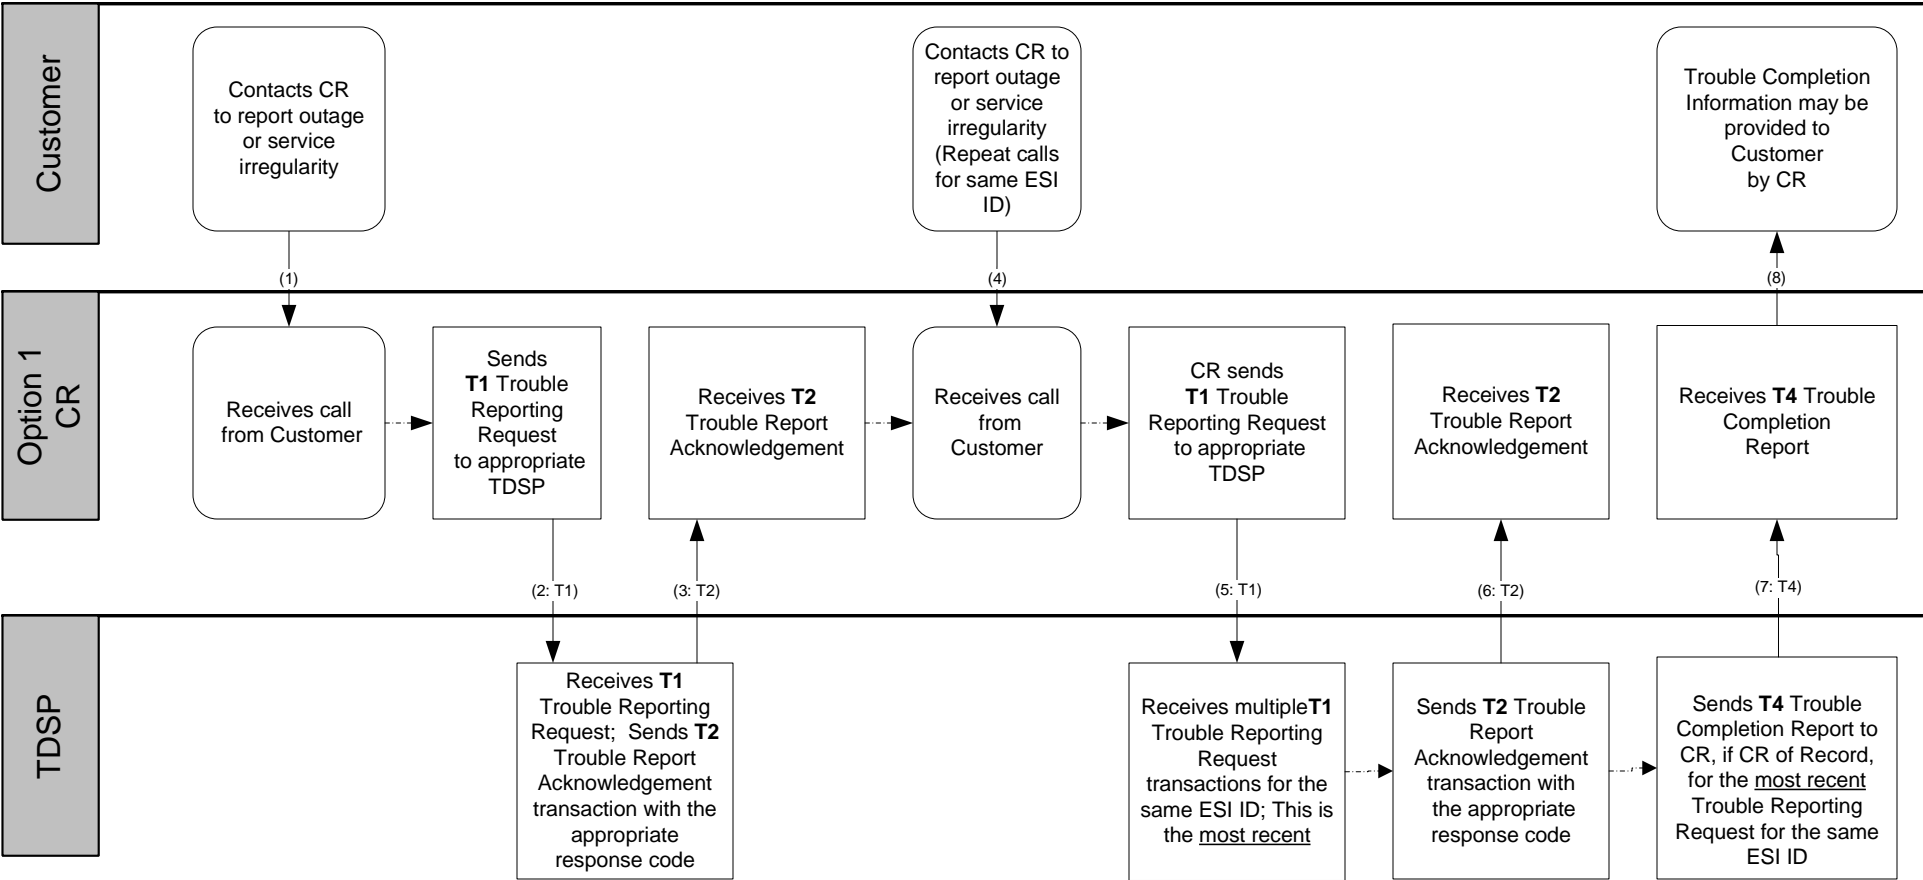 Customer
Contacts CR
to report outage
or service
irregularity
Contacts CR to
report outage
or service
irregularity
(Repeat calls
for same ESI
ID)
Trouble Completion
Information may be
provided to
Customer
by CR
(1)
(4)
(8)
Option 1
CR
Receives call
from Customer
Sends
T1 Trouble
Reporting
Request
to appropriate
TDSP
Receives T2
Trouble Report
Acknowledgement
Receives call
from
Customer
CR sends
T1 Trouble
Reporting Request
to appropriate
TDSP
Receives T2
Trouble Report
Acknowledgement
Receives T4 Trouble
Completion
Report
(2: T1)
(3: T2)
(5: T1)
(6: T2)
(7: T4)
TDSP
Receives T1
Trouble Reporting
Request;  Sends T2
Trouble Report
Acknowledgement
transaction with the
appropriate
response code
Receives multipleT1
Trouble Reporting
Request
transactions for the
same ESI ID; This is
the most recent
Sends T2 Trouble
Report
Acknowledgement
transaction with
the appropriate
response code
Sends T4 Trouble
Completion Report to
CR, if CR of Record,
for the most recent
Trouble Reporting
Request for the same
ESI ID